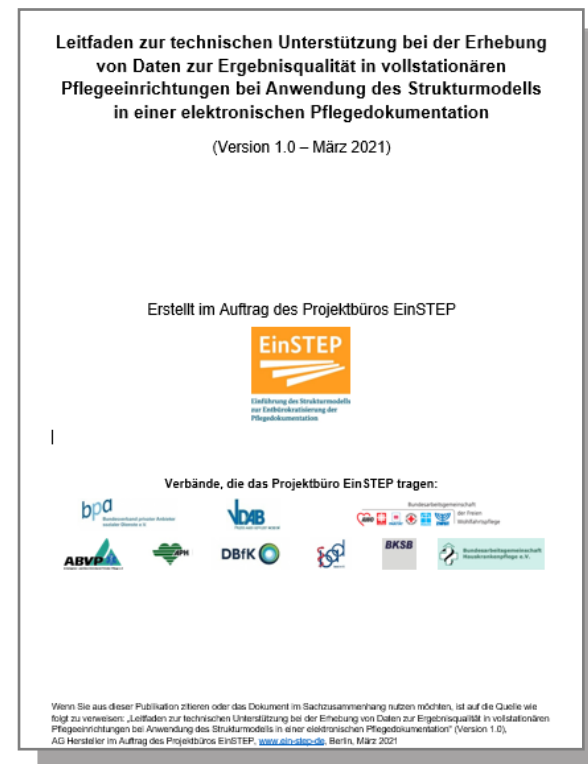 Leitfaden zur technischen Unterstützung bei der Erhebung
von Daten zur Ergebnisqualität in vollstationären
Pflegeeinrichtungen bei Anwendung des Strukturmodells
in einer elektronischen Pflegedokumentation
(Version 1.0 – März 2021)
Erstellt im Auftrag des Projektbüros EinSTEP
EinSTEP
Einführung des Strukturmodells
zur Entbürokratisierung der
Pflegedokumentation
Verbände, die das Projektbüro EinSTEP tragen:
bpa
Bundesverband privater Anbieter
sozialer Dienste e.V.
VDAB
Bundesarbeitsgemeinschaft
der Freien
Wohlfahrtspflege
AWO
ABVP
APH
DBfK
BKSB
Bundesarbeitsgemeinschaft
Hauskrankenpflege e.V.
Wenn Sie aus dieser Publikation zitieren oder das Dokument im Sachzusammenhang nutzen möchten, ist auf die Quelle wie
folgt zu verweisen: „Leitfaden zur technischen Unterstützung bei der Erhebung von Daten zur Ergebnisqualität in vollstationären
Pflegeeinrichtungen bei Anwendung des Strukturmodells in einer elektronischen Pflegedokumentation" (Version 1.0),
AG Hersteller im Auftrag des Projektbüros EinSTEP, www.ein-step-de, Berlin, März 2021